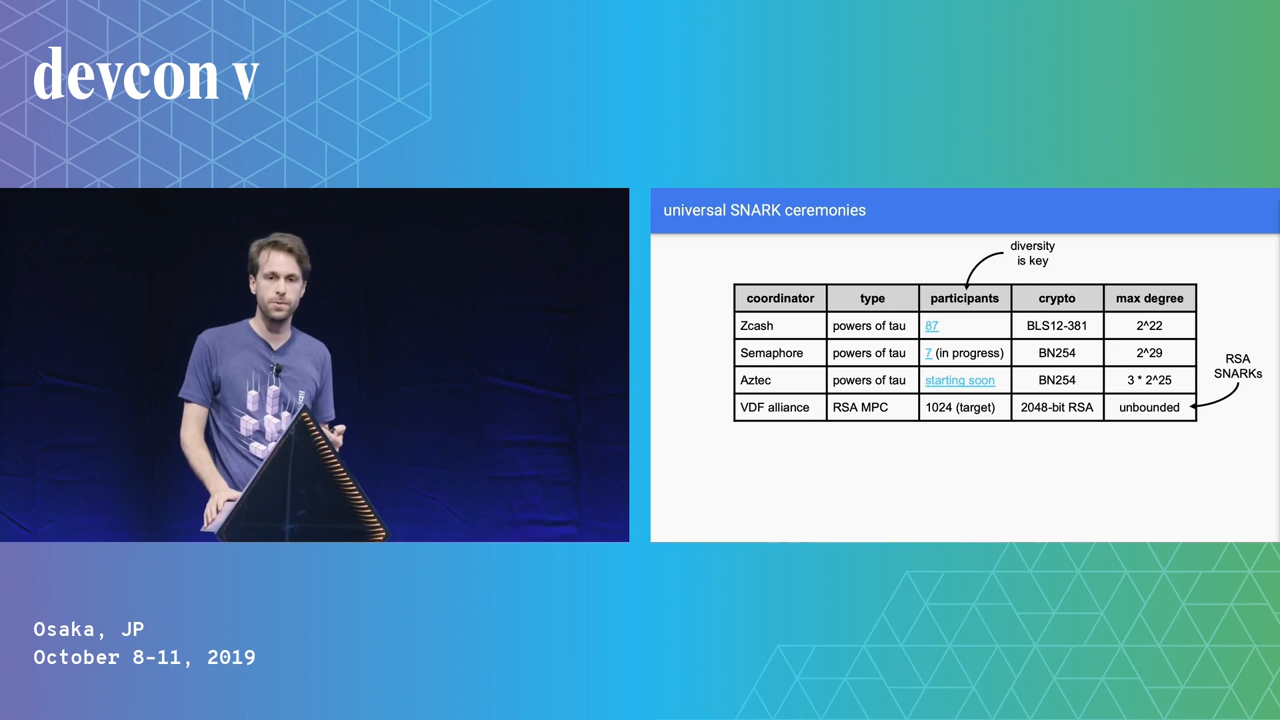 devcon v
universal SNARK ceremonies
diversity
is key
coordinator type participants crypto max degree
Zcash powers of tau 87 BLS12-381 2^22
Semaphore powers of tau 7 (in progress) BN254 2^29
Aztec powers of tau starting soon BN254 3 * 2^25
VDF alliance RSA MPC 1024 (target) 2048-bit RSA unbounded
RSA
SNARKs
Osaka, JP
October 8-11, 2019